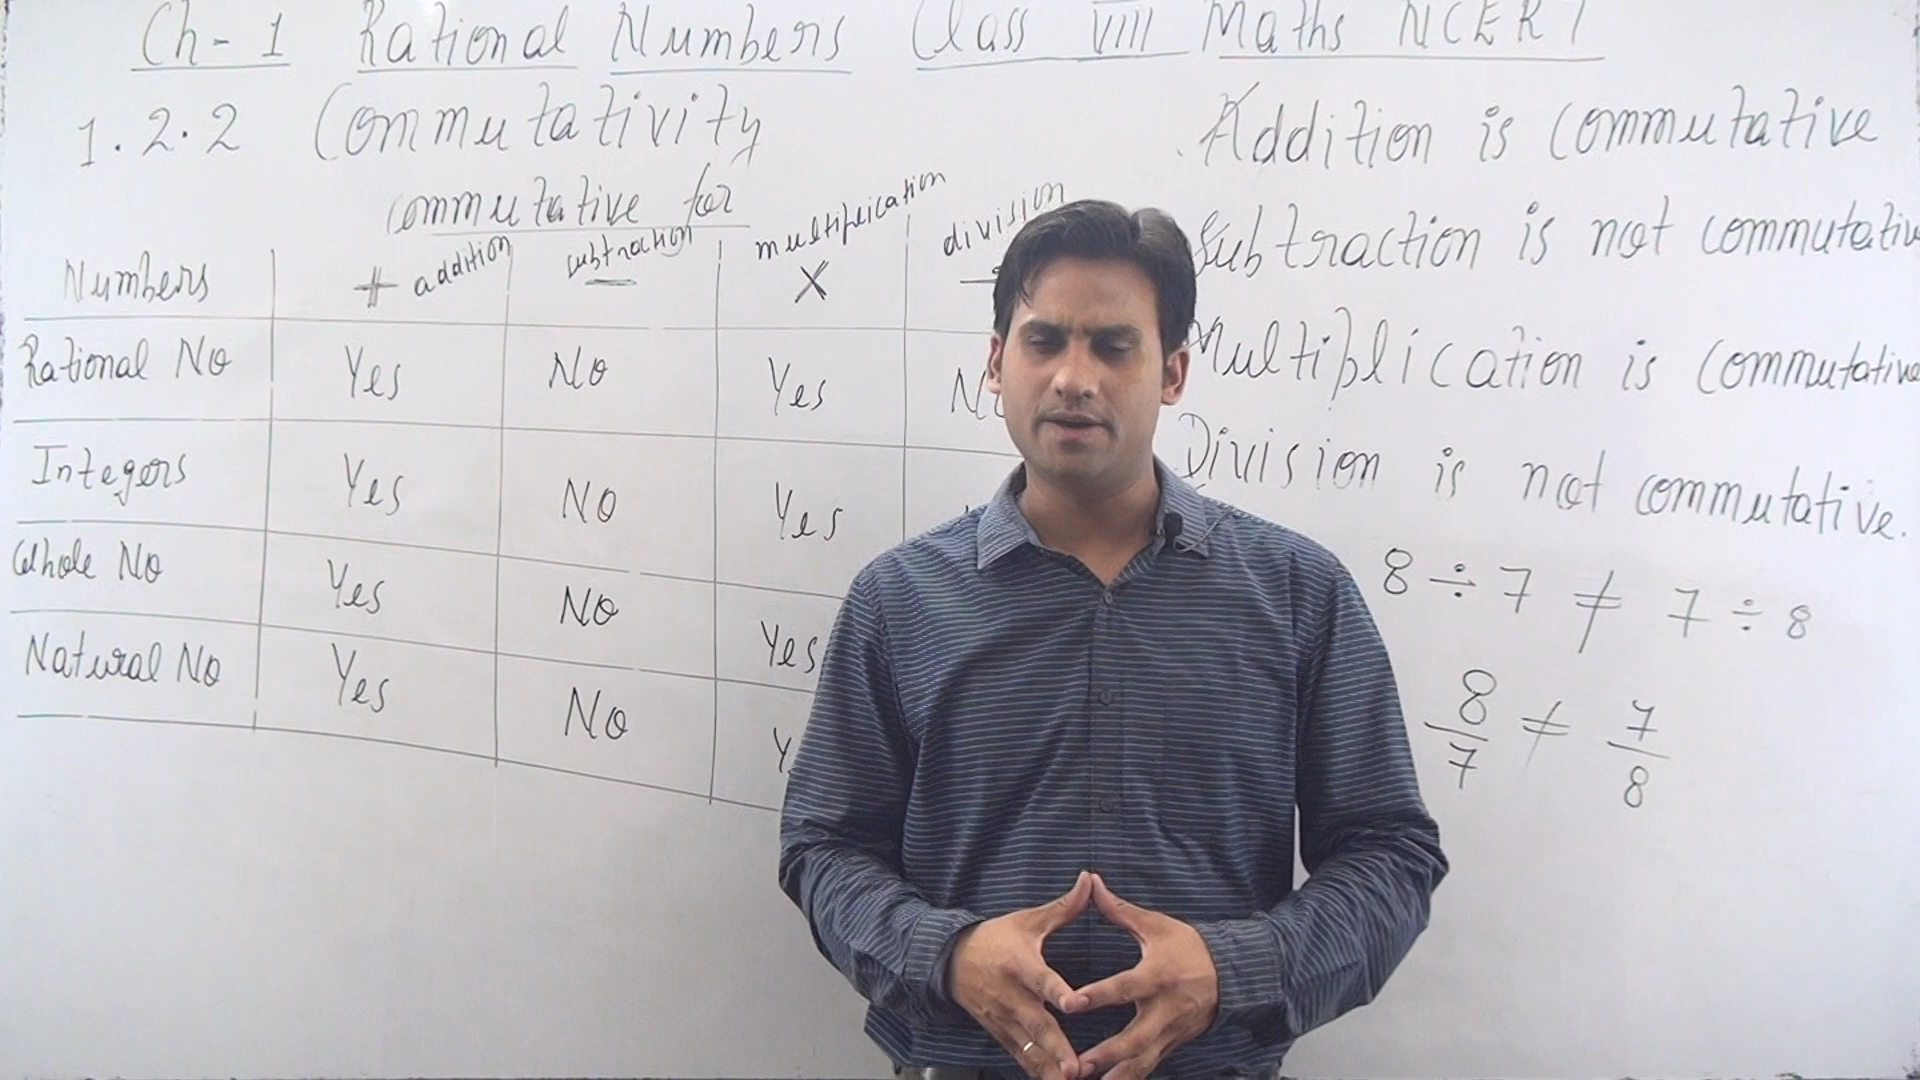 Ch-1 Rational Numbers Class VIII Maths NCERT
1.2.2 Commutativity
commutative for
Numbers + addition subtraction - multiplication X division
Rational No Yes No Yes
Integers Yes NO Yes
Whole No Yes NO Yes
Natural No Yes No
Addition is commutative
Subtraction is not commutative
Multiplication is commutative
Division is not commutative.
8 ÷ 7 ≠ 7 ÷ 8
8/7 ≠ 7/8